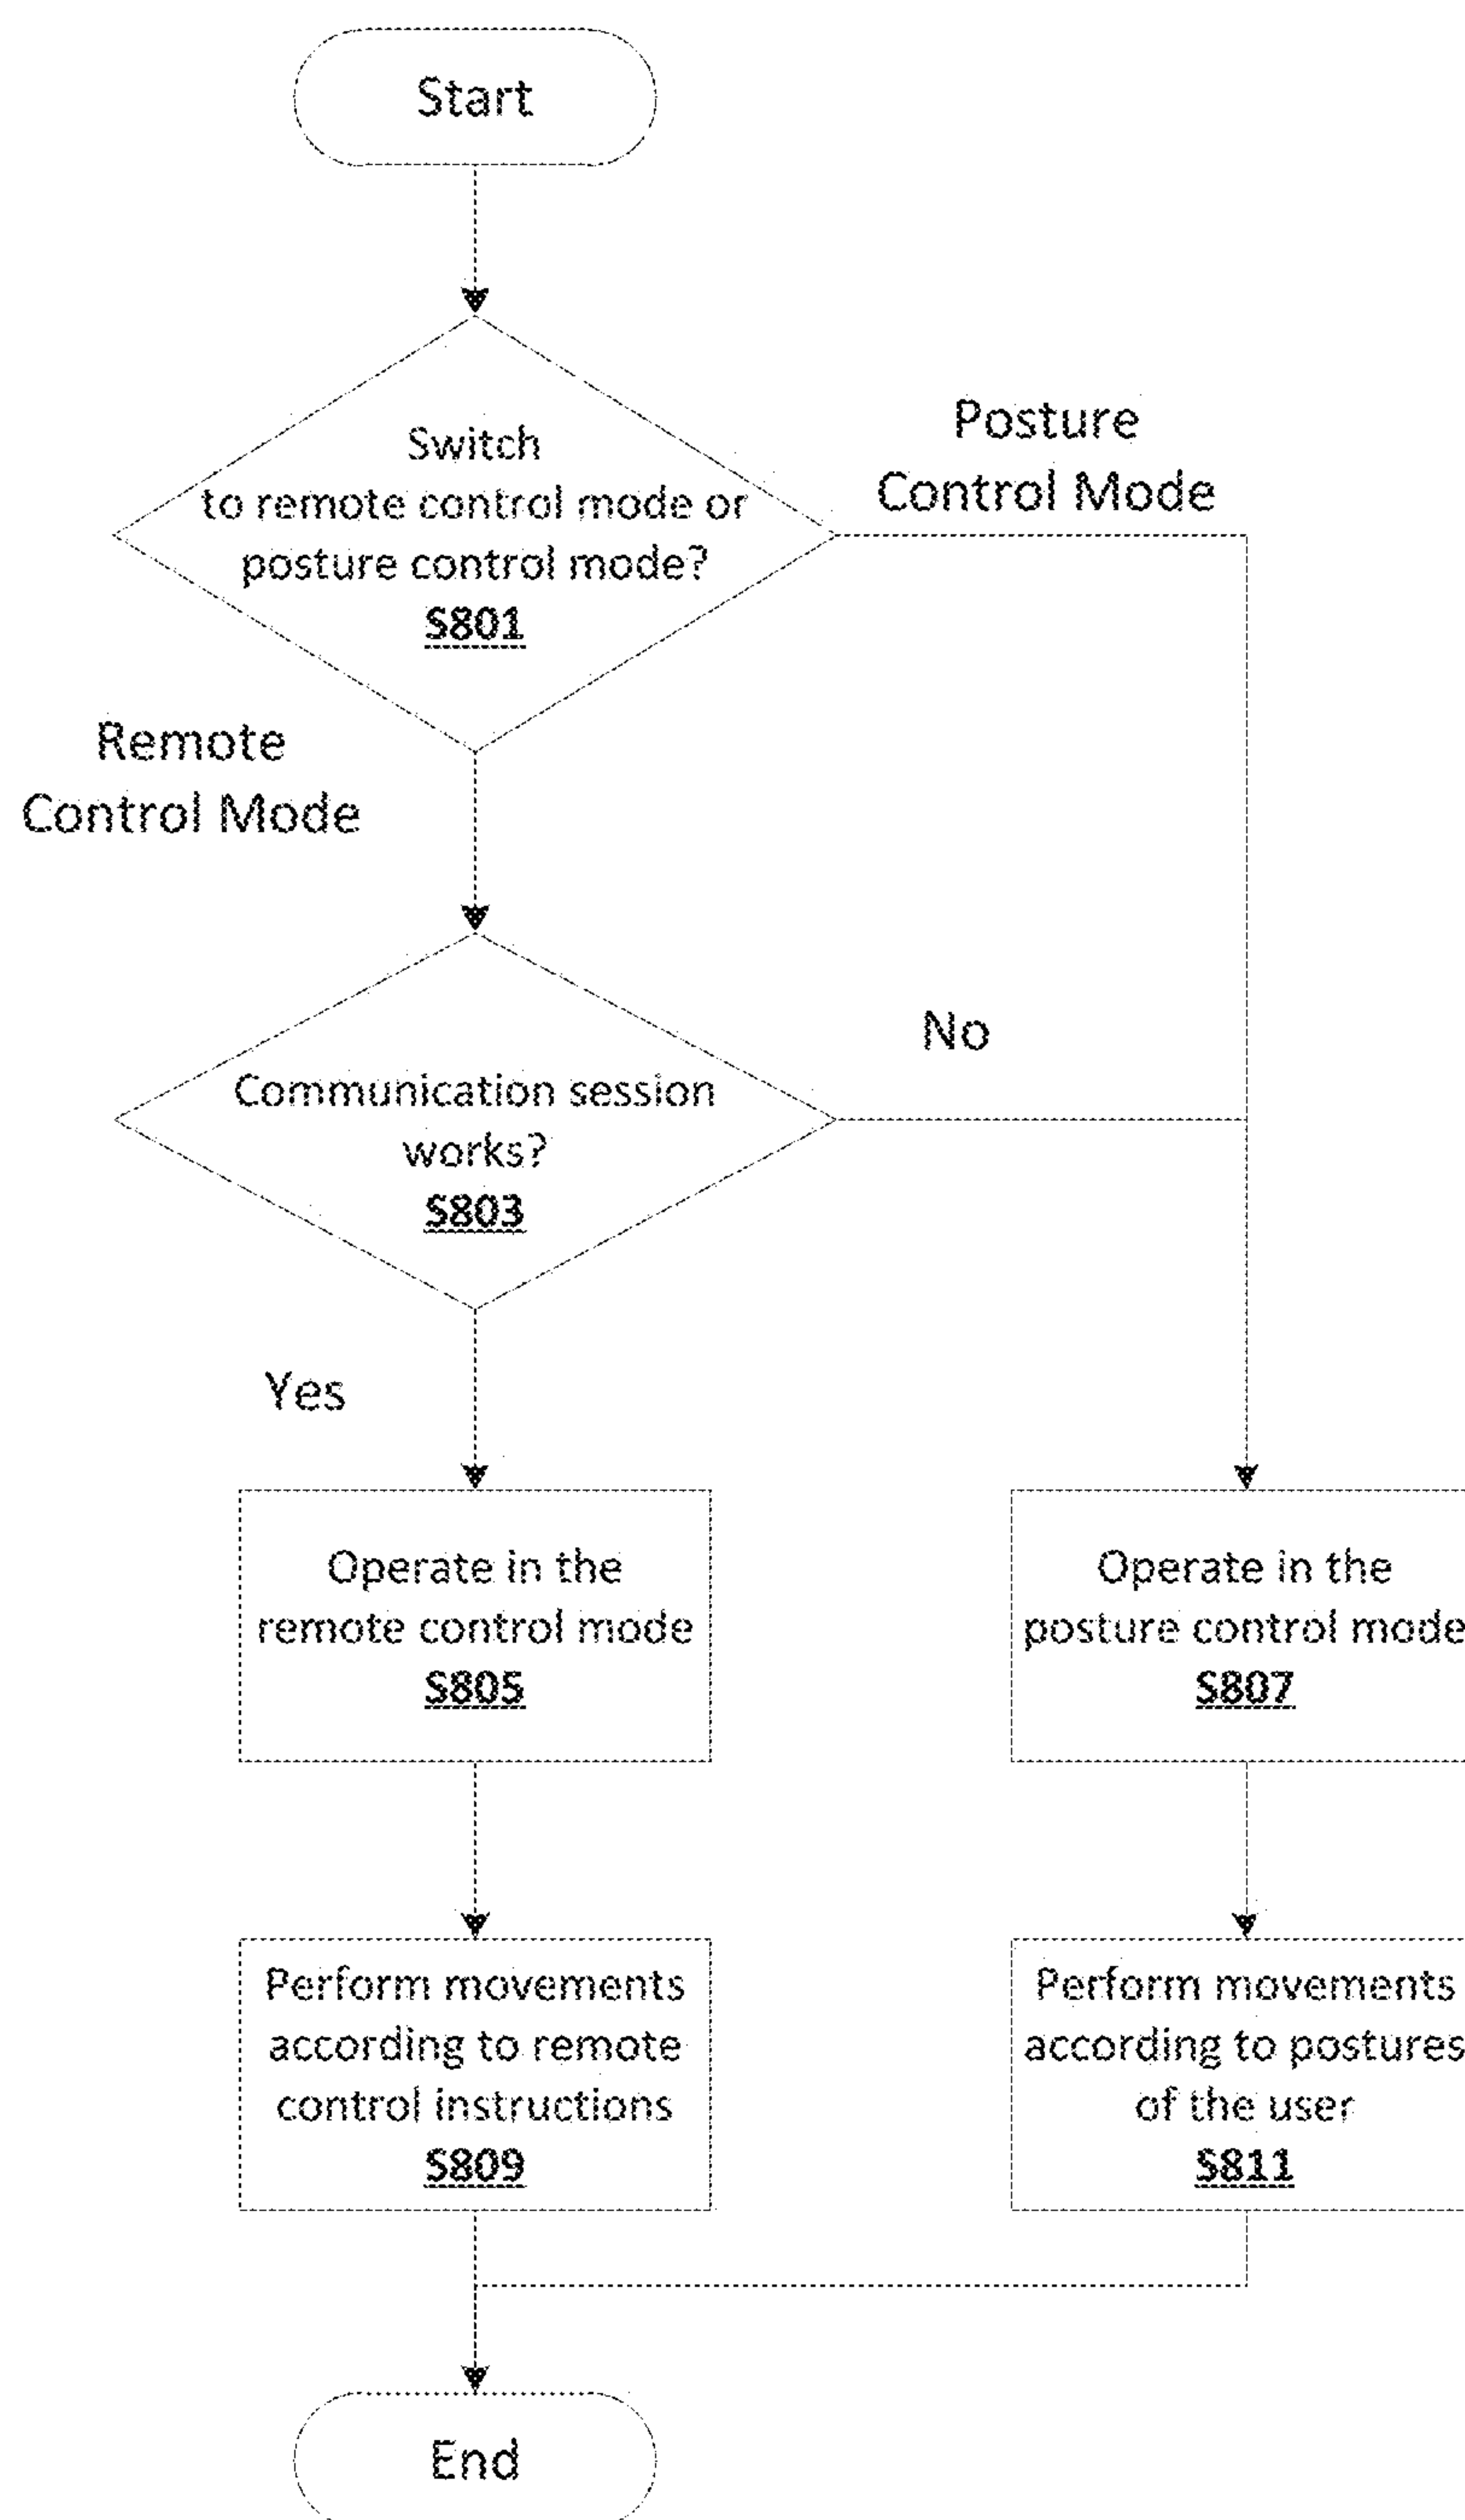 Start
Switch
to remote control mode or
posture control mode?
S801
Posture
Control Mode
Remote
Control Mode
Communication session
works?
S803
No
Yes
Operate in the
remote control mode
S805
Operate in the
posture control mode
S807
Perform movements
according to remote
control instructions
S809
Perform movements
according to postures
of the user
S811
End